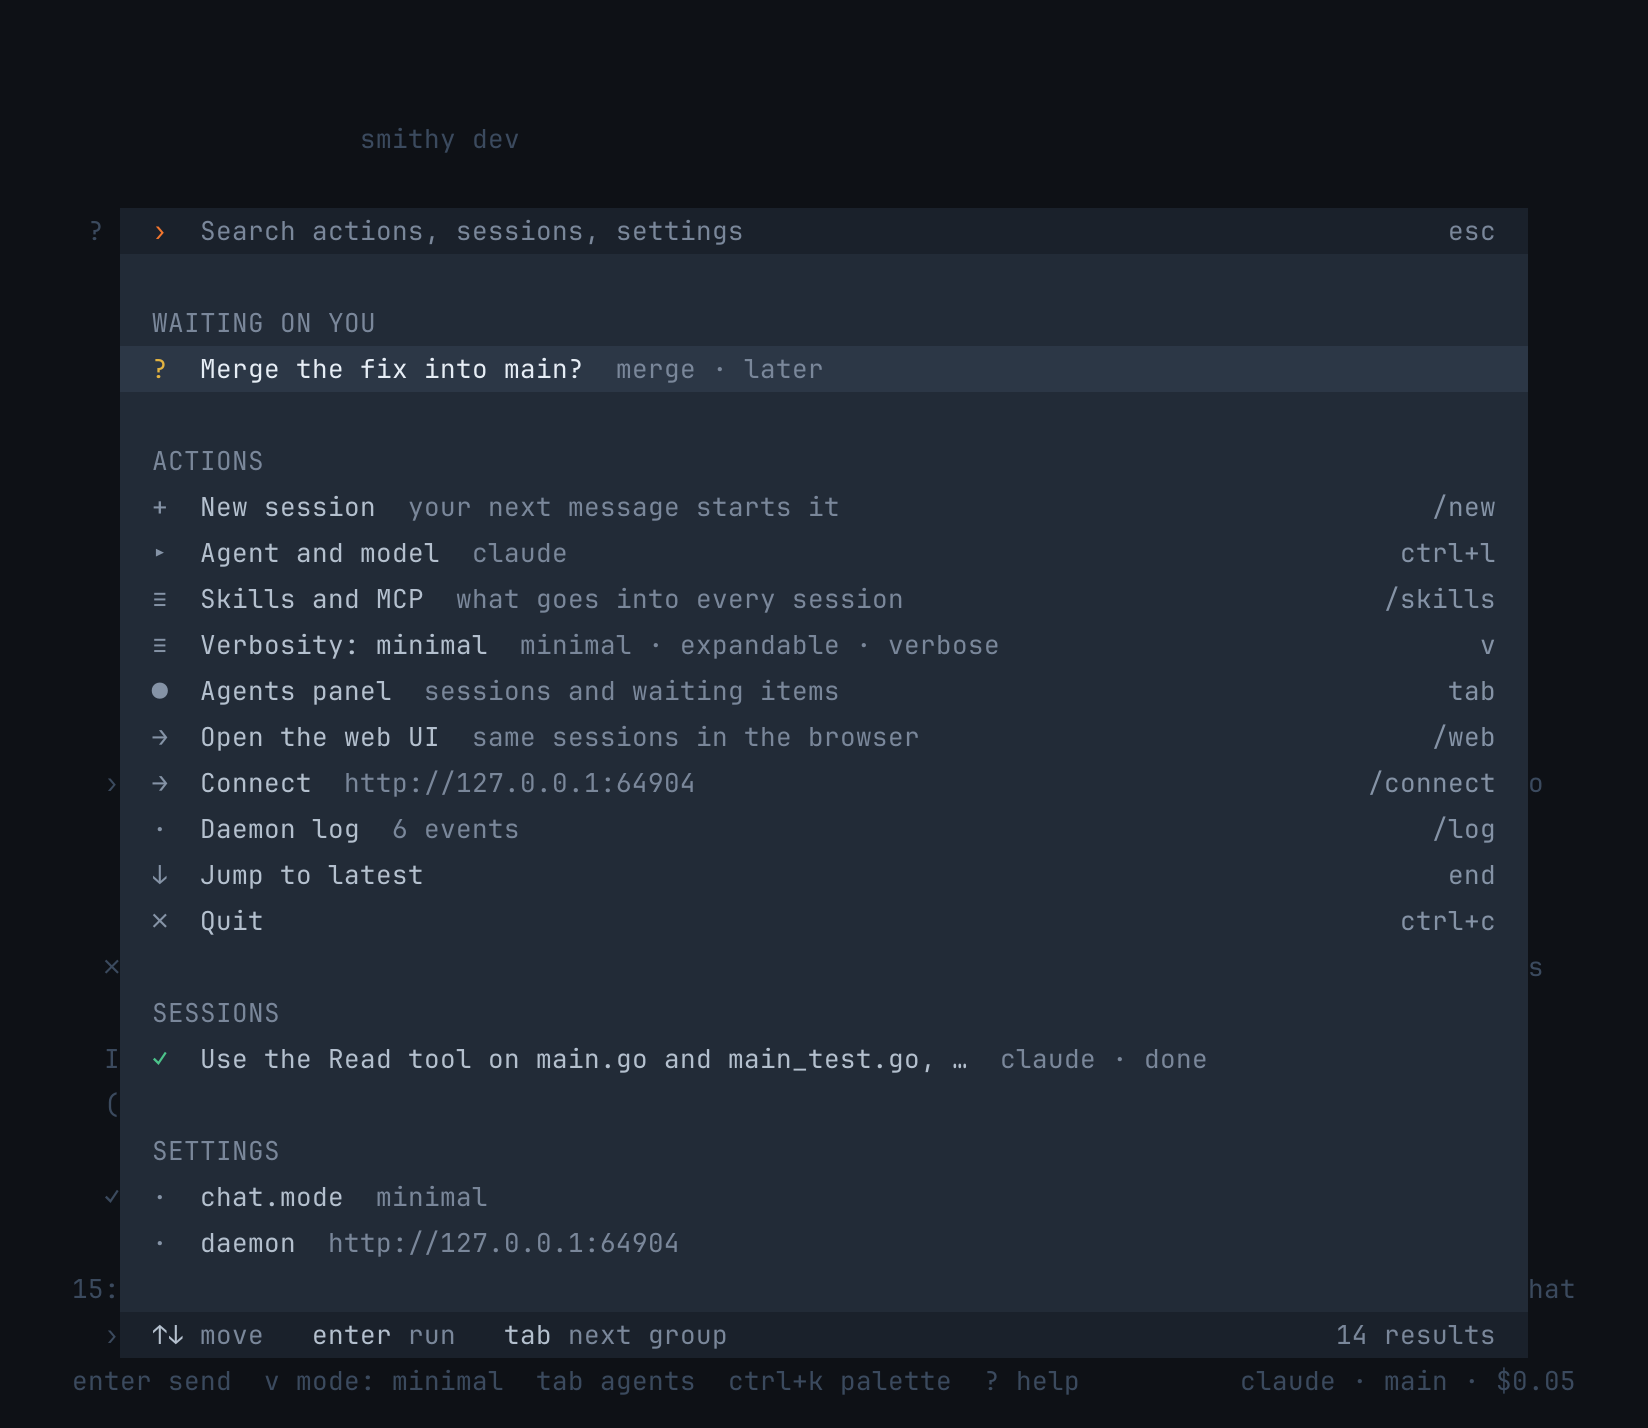 smithy dev
? › Search actions, sessions, settings esc
WAITING ON YOU
? Merge the fix into main? merge · later
ACTIONS
+ New session your next message starts it /new
▸ Agent and model claude ctrl+l
≡ Skills and MCP what goes into every session /skills
≡ Verbosity: minimal minimal · expandable · verbose v
● Agents panel sessions and waiting items tab
→ Open the web UI same sessions in the browser /web
› → Connect http://127.0.0.1:64904 /connect o
· Daemon log 6 events /log
↓ Jump to latest end
× Quit ctrl+c
× s
SESSIONS
I ✓ Use the Read tool on main.go and main_test.go, … claude · done
(
SETTINGS
✓ · chat.mode minimal
· daemon http://127.0.0.1:64904
15: hat
› ↑↓ move enter run tab next group 14 results
enter send v mode: minimal tab agents ctrl+k palette ? help claude · main · $0.05